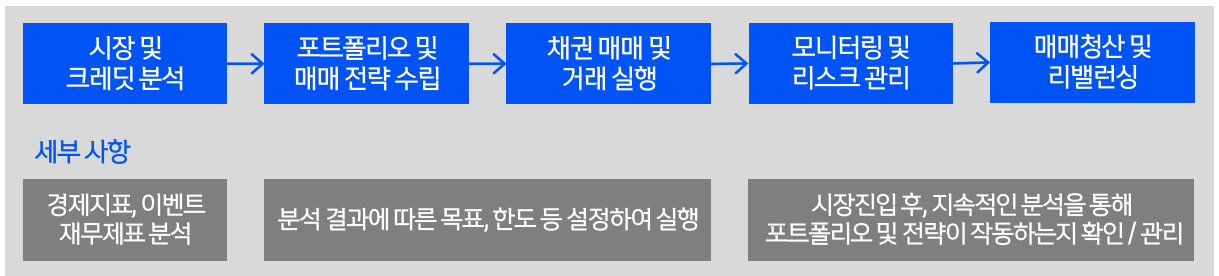 시장 및
크레딧 분석
포트폴리오 및
매매 전략 수립
채권 매매 및
거래 실행
모니터링 및
리스크 관리
매매청산 및
리밸런싱
세부 사항
경제지표, 이벤트
재무제표 분석
분석 결과에 따른 목표, 한도 등 설정하여 실행
시장진입 후, 지속적인 분석을 통해
포트폴리오 및 전략이 작동하는지 확인 / 관리